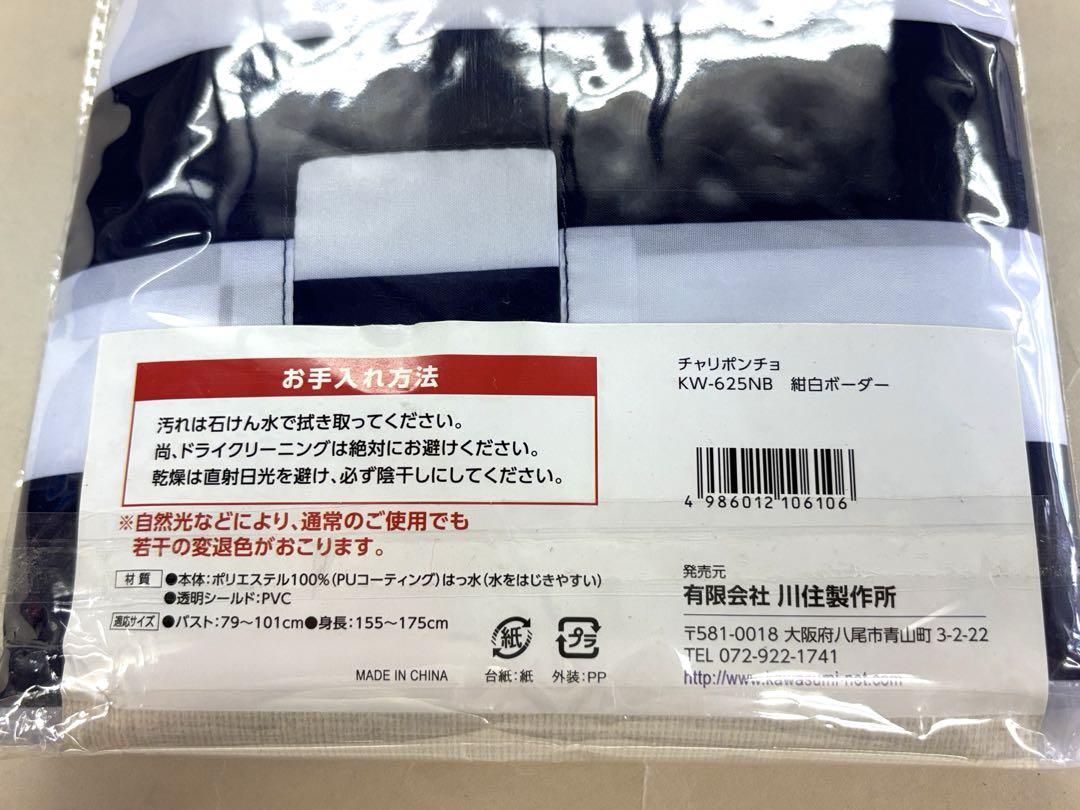 お手入れ方法
汚れは石けん水で拭き取ってください。
尚、ドライクリーニングは絶対にお避けください。
乾燥は直射日光を避け、必ず陰干しにしてください。
※自然光などにより、通常のご使用でも
若干の変退色がおこります。
材質 ●本体:ポリエステル100%(PUコーティング)はっ水(水をはじきやすい)
●透明シールド:PVC
適応サイズ ●バスト:79〜101cm●身長:155〜175cm
MADE IN CHINA
紙
台紙:紙
プラ
外装:PP
チャリポンチョ
KW-625NB 紺白ボーダー
4 986012 106106
発売元
有限会社 川住製作所
〒581-0018 大阪府八尾市青山町 3-2-22
TEL 072-922-1741
http://www.kawasumi-net.com